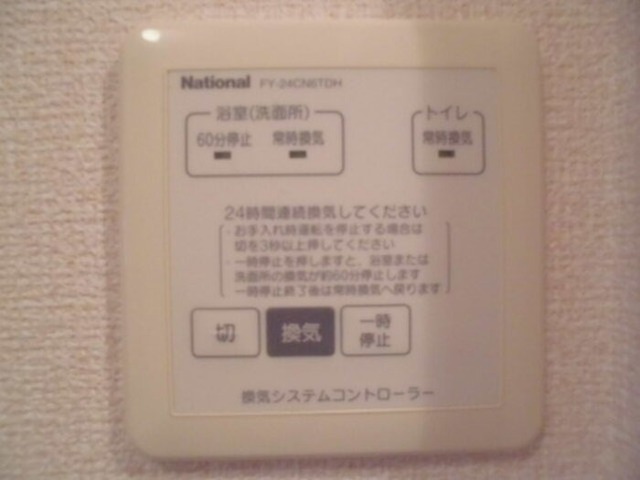 National FY-24CN6TDH
浴室(洗面所) トイレ
60分停止 常時換気 常時換気
24時間連続換気してください
・お手入れ時運転を停止する場合は
切を3秒以上押してください
・一時停止を押しますと、浴室または
洗面所の換気が約60分停止します
一時停止終了後は常時換気へ戻ります
切 換気 一時
停止
換気システムコントローラー